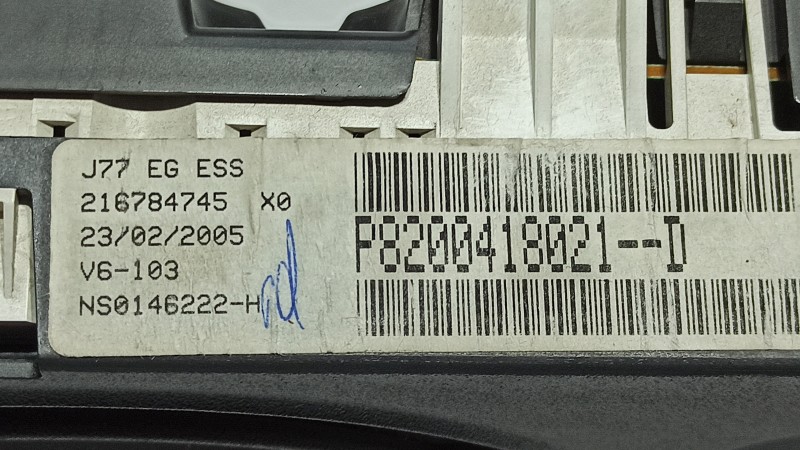 J77 EG ESS
216784745 X0
23/02/2005
V6-103
NS0146222-H
P8200418021--D